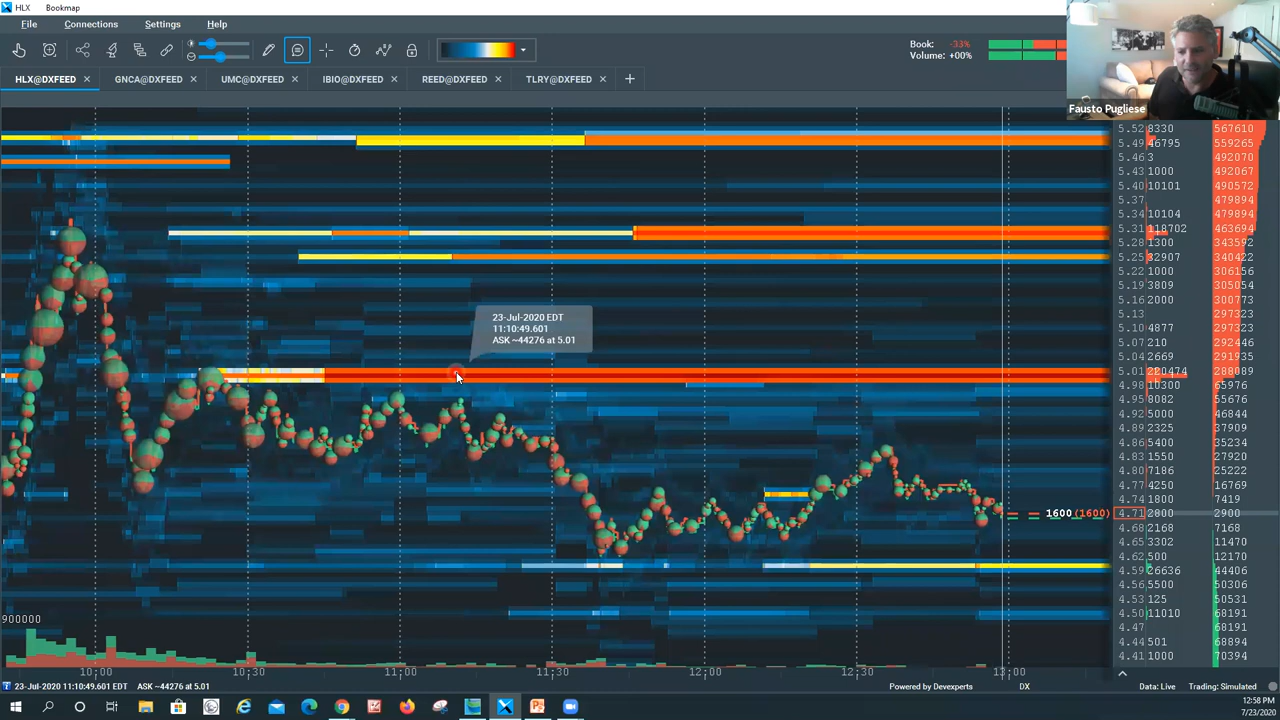 HLX Bookmap
File Connections Settings Help
Book: -33%
Volume: +00%
Fausto Pugliese
HLX@DXFEED GNCA@DXFEED UMC@DXFEED IBIO@DXFEED REED@DXFEED TLRY@DXFEED
5.52 8330 567610
5.49 46795 559265
5.46 3 492070
5.43 1000 492067
5.40 10101 490572
5.37 479894
5.34 10104 479894
5.31 118702 463694
5.28 1300 343592
5.25 32907 340422
5.22 1000 306156
5.19 3809 305054
5.16 2000 300773
5.13 297323
5.10 4877 297323
5.07 210 292446
5.04 2669 291935
5.01 220474 288089
4.98 10300 65976
4.95 8082 55676
4.92 5000 46844
4.89 2325 37909
4.86 5400 35234
4.83 1550 27920
4.80 7186 25222
4.77 4250 16769
4.74 1800 7419
4.71 2800 2900
4.68 2168 7168
4.65 3302 11470
4.62 500 12170
4.59 26636 44406
4.56 5500 50306
4.53 125 50531
4.50 11010 68191
4.47 68191
4.44 501 68894
4.41 1000 70394
23-Jul-2020 EDT
11:10:49.601
ASK ~44276 at 5.01
1600 (1600)
900000
10:00 10:30 11:00 11:30 12:00 12:30 13:00
23-Jul-2020 11:10:49.601 EDT ASK ~44276 at 5.01 Powered by Devexperts DX Data: Live Trading: Simulated
12:58 PM
7/23/2020